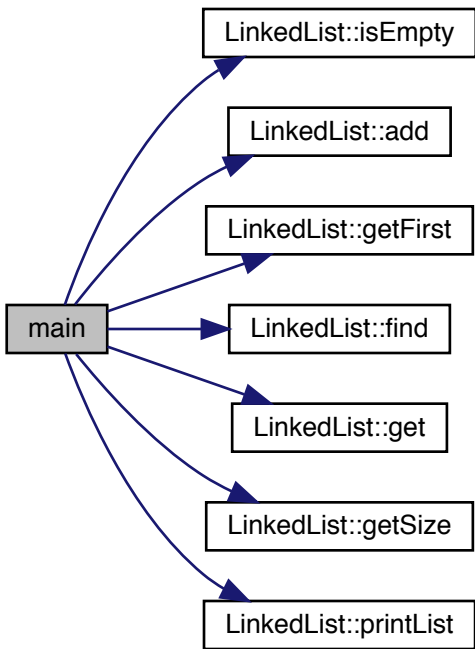 LinkedList::isEmpty
LinkedList::add
LinkedList::getFirst
main
LinkedList::find
LinkedList::get
LinkedList::getSize
LinkedList::printList